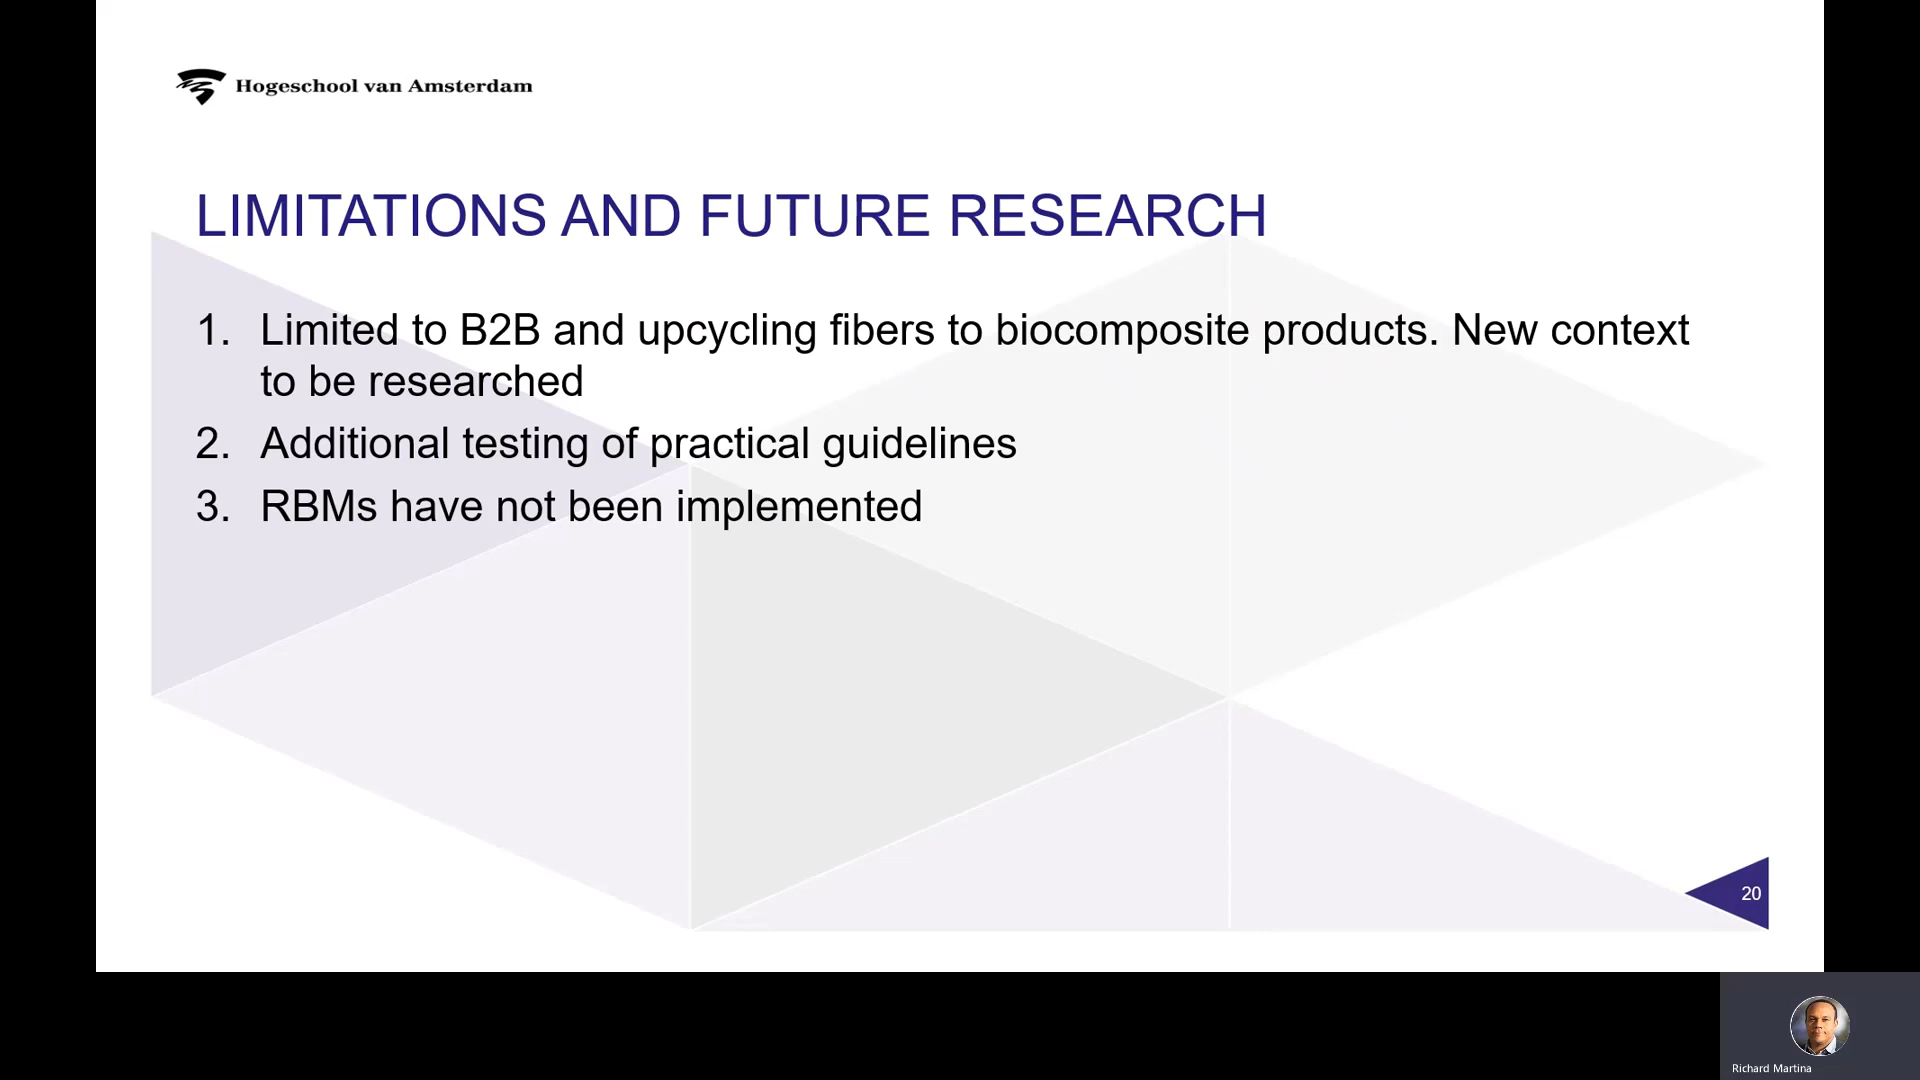 Hogeschool van Amsterdam
LIMITATIONS AND FUTURE RESEARCH
1. Limited to B2B and upcycling fibers to biocomposite products. New context
to be researched
2. Additional testing of practical guidelines
3. RBMs have not been implemented
20
Richard Martina